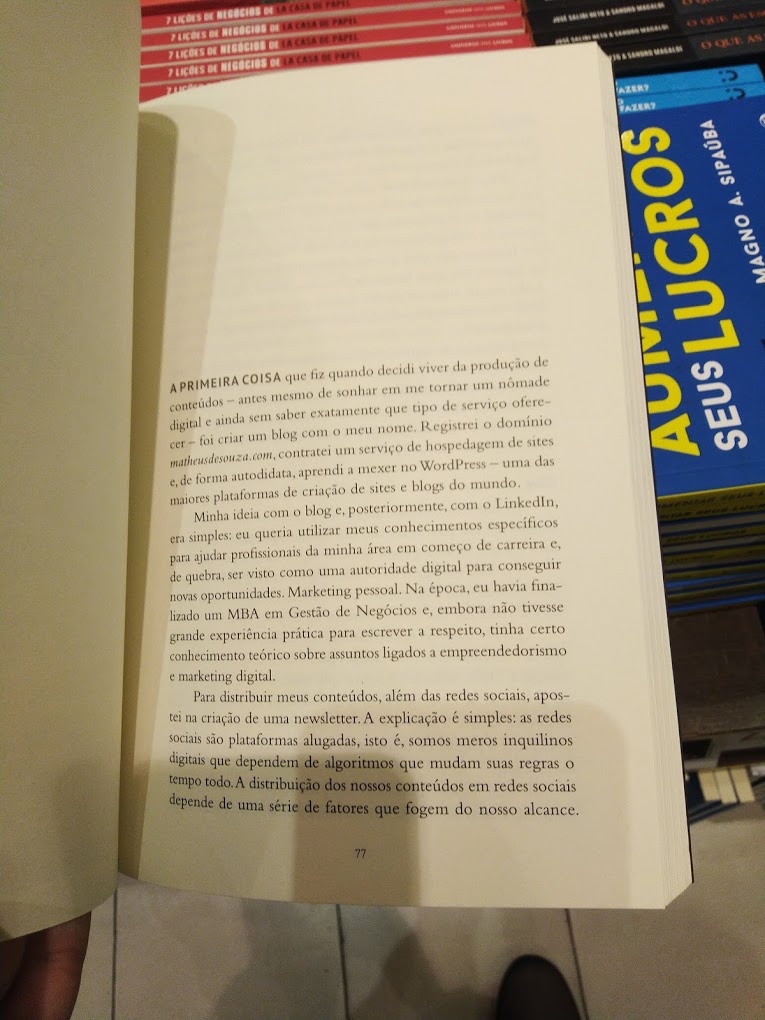 7 LIÇÕES DE NEGÓCIOS DE LA CASA DE PAPEL
7 LIÇÕES DE NEGÓCIOS DE LA CASA DE PAPEL
7 LIÇÕES DE NEGÓCIOS DE LA CASA DE PAPEL
7 LIÇÕES DE NEGÓCIOS DE LA CASA DE PAPEL
JOSÉ SALIBI NETO & SANDRO MAGALDI
O QUE AS
O QUE AS
FAZER?
FAZER?
SEUS LUCROS
MAGNO A. SIPAÚBA
A PRIMEIRA COISA que fiz quando decidi viver da produção de
conteúdos – antes mesmo de sonhar em me tornar um nômade
digital e ainda sem saber exatamente que tipo de serviço ofere-
cer – foi criar um blog com o meu nome. Registrei o domínio
matheusdesouza.com, contratei um serviço de hospedagem de sites
e, de forma autodidata, aprendi a mexer no WordPress – uma das
maiores plataformas de criação de sites e blogs do mundo.
Minha ideia com o blog e, posteriormente, com o LinkedIn,
era simples: eu queria utilizar meus conhecimentos específicos
para ajudar profissionais da minha área em começo de carreira e,
de quebra, ser visto como uma autoridade digital para conseguir
novas oportunidades. Marketing pessoal. Na época, eu havia fina-
lizado um MBA em Gestão de Negócios e, embora não tivesse
grande experiência prática para escrever a respeito, tinha certo
conhecimento teórico sobre assuntos ligados a empreendedorismo
e marketing digital.
Para distribuir meus conteúdos, além das redes sociais, apos-
tei na criação de uma newsletter. A explicação é simples: as redes
sociais são plataformas alugadas, isto é, somos meros inquilinos
digitais que dependem de algoritmos que mudam suas regras o
tempo todo. A distribuição dos nossos conteúdos em redes sociais
depende de uma série de fatores que fogem do nosso alcance.
77